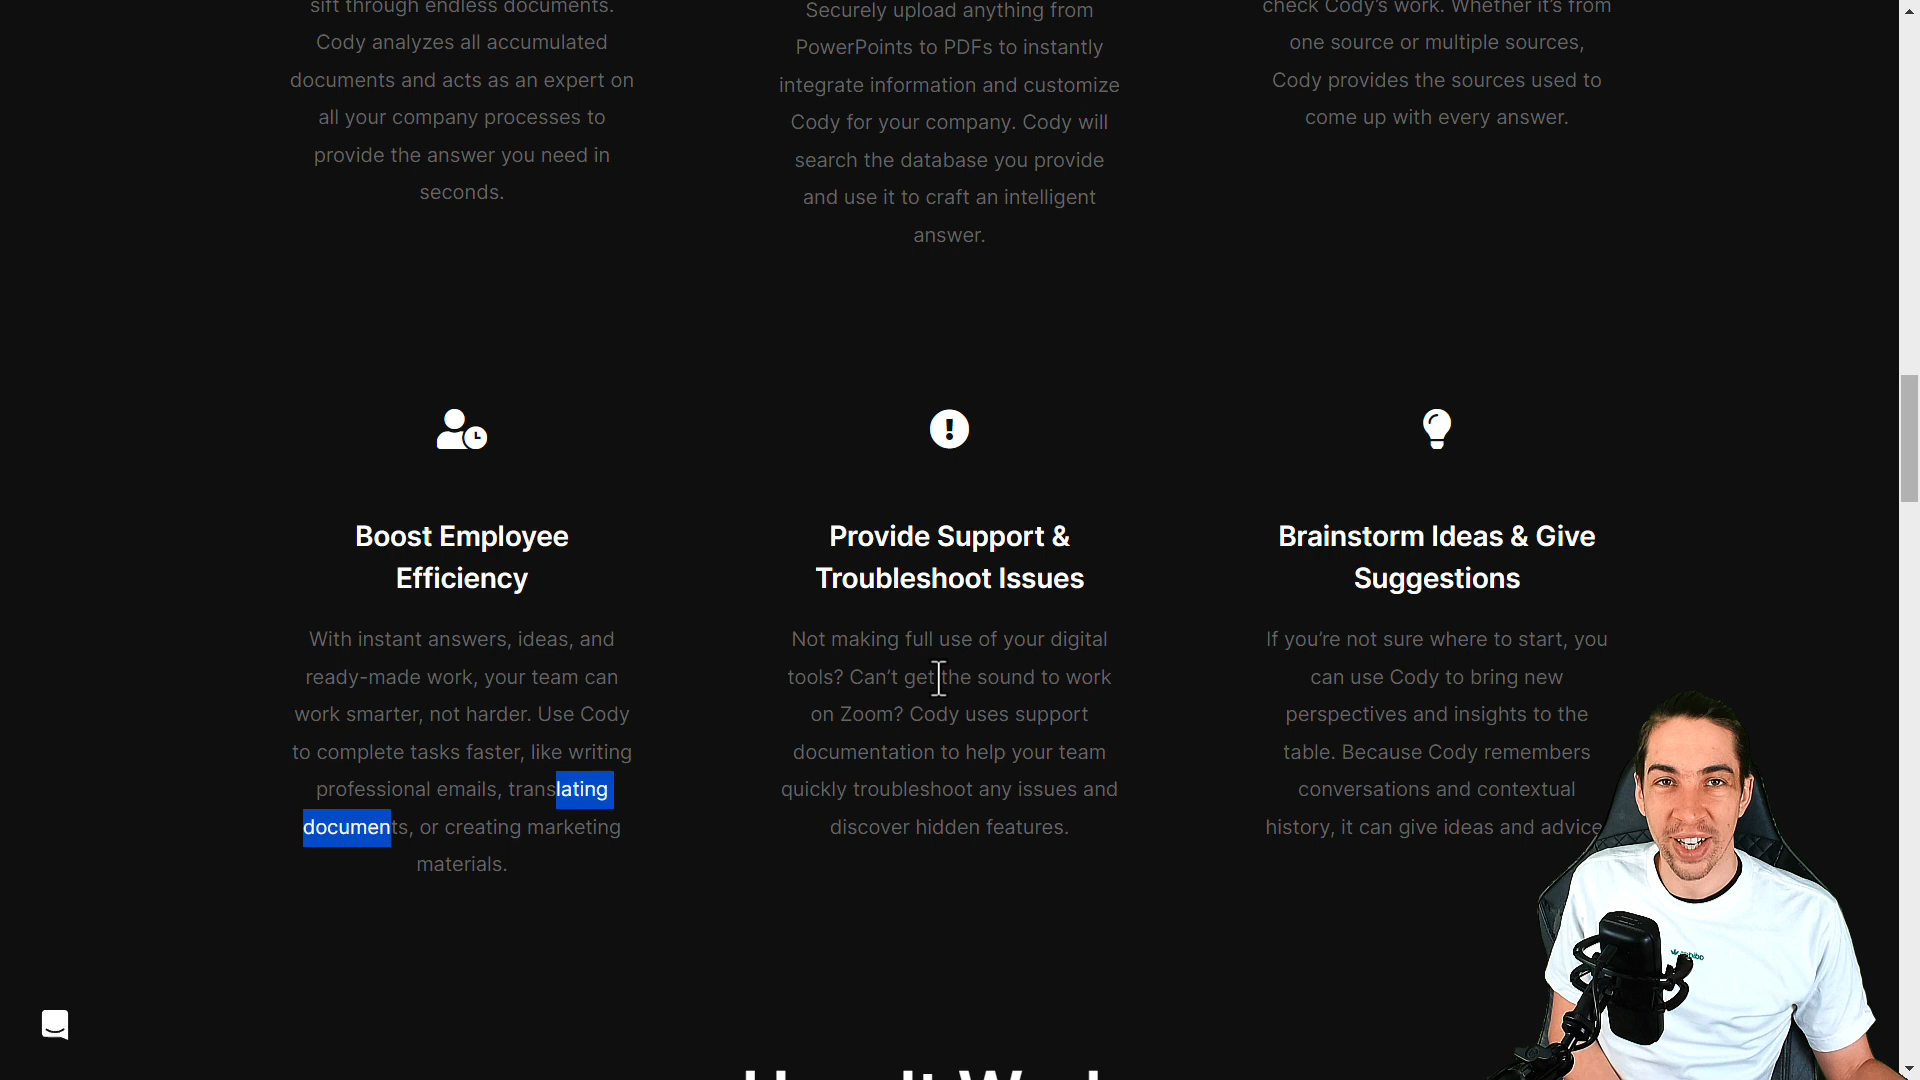 sift through endless documents.
Cody analyzes all accumulated
documents and acts as an expert on
all your company processes to
provide the answer you need in
seconds.
Securely upload anything from
PowerPoints to PDFs to instantly
integrate information and customize
Cody for your company. Cody will
search the database you provide
and use it to craft an intelligent
answer.
check Cody's work. Whether it's from
one source or multiple sources,
Cody provides the sources used to
come up with every answer.
Boost Employee
Efficiency
With instant answers, ideas, and
ready-made work, your team can
work smarter, not harder. Use Cody
to complete tasks faster, like writing
professional emails, translating
documents, or creating marketing
materials.
Provide Support &
Troubleshoot Issues
Not making full use of your digital
tools? Can't get the sound to work
on Zoom? Cody uses support
documentation to help your team
quickly troubleshoot any issues and
discover hidden features.
Brainstorm Ideas & Give
Suggestions
If you're not sure where to start, you
can use Cody to bring new
perspectives and insights to the
table. Because Cody remembers
conversations and contextual
history, it can give ideas and advice